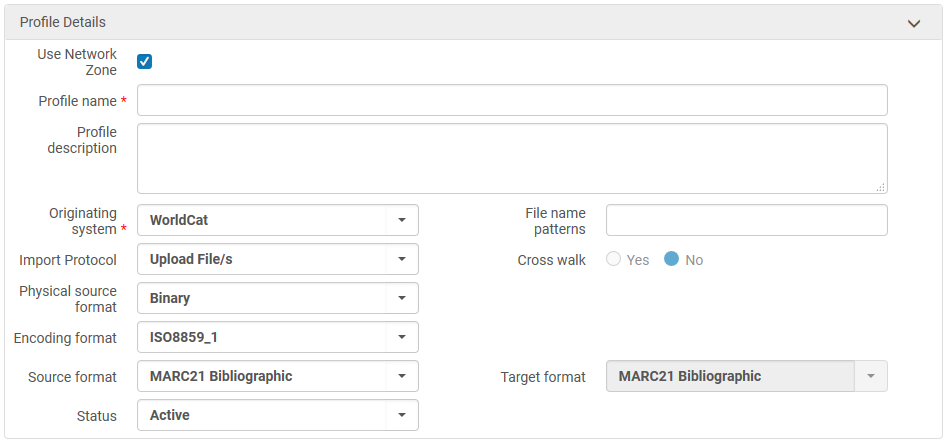 Profile Details
Use Network
Zone
Profile name *
Profile
description
Originating
system *
WorldCat
File name
patterns
Import Protocol
Upload File/s
Cross walk
Yes
No
Physical source
format
Binary
Encoding format
ISO8859_1
Source format
MARC21 Bibliographic
Target format
MARC21 Bibliographic
Status
Active